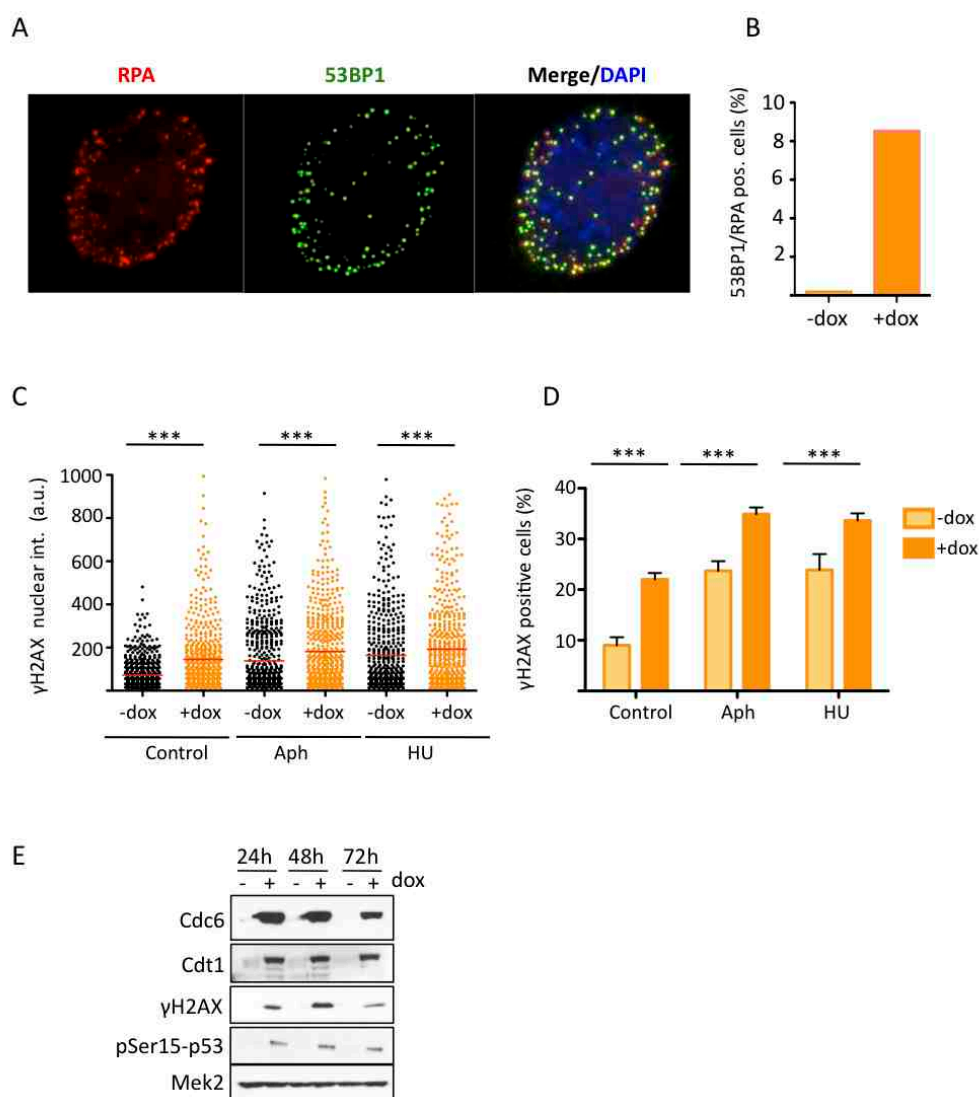 A
B
RPA
53BP1
Merge/DAPI
53BP1/RPA pos. cells (%)
10
8
6
4
2
-dox
+dox
C
D
***
***
***
γH2AX nuclear int. (a.u.)
1000
800
600
400
200
-dox
+dox
-dox
+dox
-dox
+dox
Control
Aph
HU
***
***
***
γH2AX positive cells (%)
40
30
20
10
Control
Aph
HU
-dox
+dox
E
24h
48h
72h
- + - + - + dox
Cdc6
Cdt1
γH2AX
pSer15-p53
Mek2